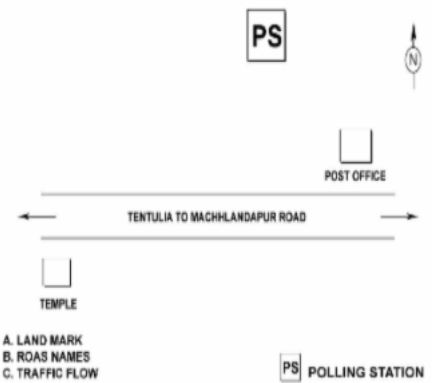 PS
N
POST OFFICE
TENTULIA TO MACHHLANDAPUR ROAD
TEMPLE
A. LAND MARK
B. ROAS NAMES
C. TRAFFIC FLOW
PS POLLING STATION